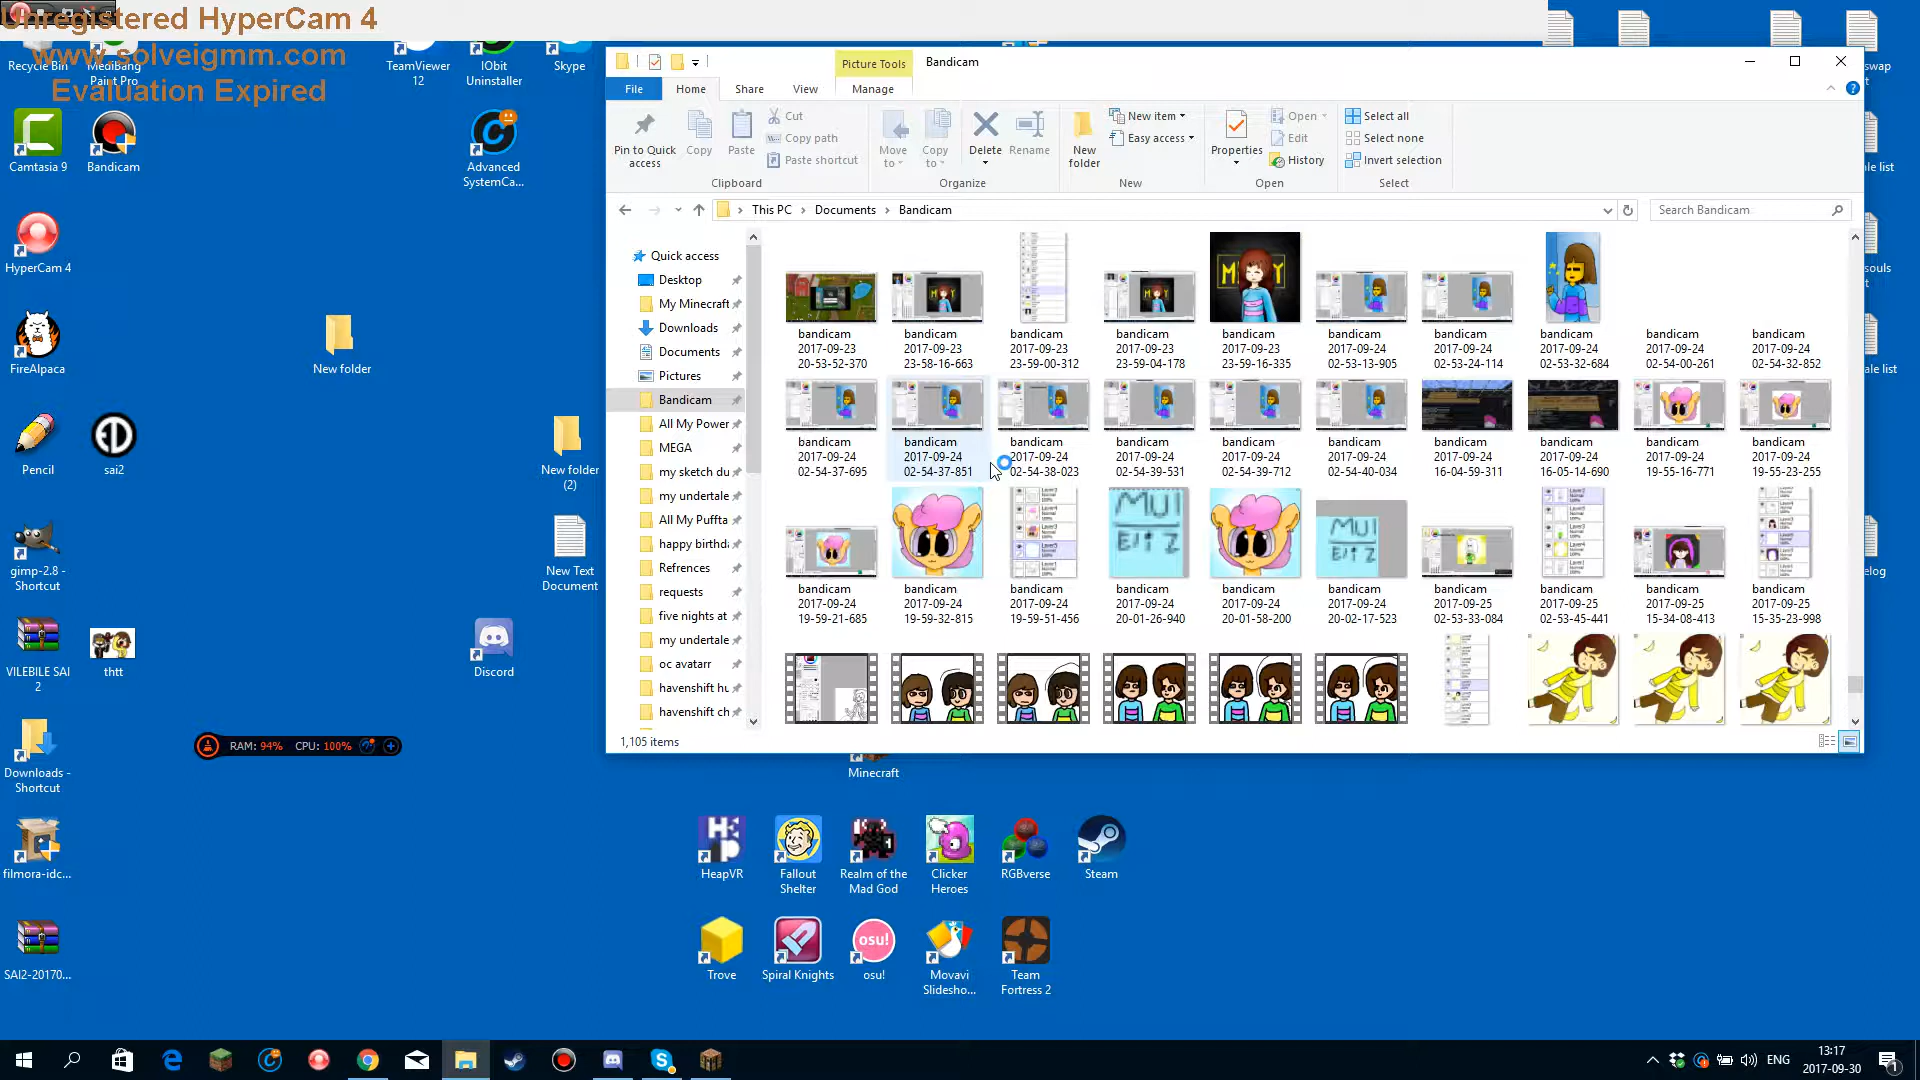 Unregistered HyperCam 4
www.solveigmm.com
Evaluation Expired
Recycle Bin
MediBang
Paint Pro
TeamViewer
12
IObit
Uninstaller
Skype
Camtasia 9
Bandicam
Advanced
SystemCa...
HyperCam 4
FireAlpaca
New folder
Pencil
sai2
New folder
(2)
gimp-2.8 -
Shortcut
New Text
Document
VILEBILE SAI
2
thtt
Discord
RAM: 94% CPU: 100%
Downloads -
Shortcut
filmora-idc...
SAI2-20170...
Picture Tools
Bandicam
File
Home
Share
View
Manage
Pin to Quick
access
Copy
Paste
Cut
Copy path
Paste shortcut
Clipboard
Move
to
Copy
to
Delete
Rename
Organize
New
folder
New item
Easy access
New
Properties
Open
Edit
History
Open
Select all
Select none
Invert selection
Select
This PC > Documents > Bandicam
Search Bandicam
Quick access
Desktop
My Minecraft
Downloads
Documents
Pictures
Bandicam
All My Power
MEGA
my sketch du
my undertale
All My Puffta
happy birthd
Refrences
requests
five nights at
my undertale
oc avatarr
havenshift hu
havenshift ch
bandicam
2017-09-23
20-53-52-370
bandicam
2017-09-23
23-58-16-663
bandicam
2017-09-23
23-59-00-312
bandicam
2017-09-23
23-59-04-178
bandicam
2017-09-23
23-59-16-335
bandicam
2017-09-24
02-53-13-905
bandicam
2017-09-24
02-53-24-114
bandicam
2017-09-24
02-53-32-684
bandicam
2017-09-24
02-54-00-261
bandicam
2017-09-24
02-54-32-852
bandicam
2017-09-24
02-54-37-695
bandicam
2017-09-24
02-54-37-851
bandicam
2017-09-24
02-54-38-023
bandicam
2017-09-24
02-54-39-531
bandicam
2017-09-24
02-54-39-712
bandicam
2017-09-24
02-54-40-034
bandicam
2017-09-24
16-04-59-311
bandicam
2017-09-24
16-05-14-690
bandicam
2017-09-24
19-55-16-771
bandicam
2017-09-24
19-55-23-255
bandicam
2017-09-24
19-59-21-685
bandicam
2017-09-24
19-59-32-815
bandicam
2017-09-24
19-59-51-456
bandicam
2017-09-24
20-01-26-940
bandicam
2017-09-24
20-01-58-200
bandicam
2017-09-24
20-02-17-523
bandicam
2017-09-25
02-53-33-084
bandicam
2017-09-25
02-53-45-441
bandicam
2017-09-25
15-34-08-413
bandicam
2017-09-25
15-35-23-998
1,105 items
swap
t
le list
souls
t
ale list
elog
Minecraft
HeapVR
Fallout
Shelter
Realm of the
Mad God
Clicker
Heroes
RGBverse
Steam
Trove
Spiral Knights
osu!
osu!
Movavi
Slidesho...
Team
Fortress 2
ENG
13:17
2017-09-30